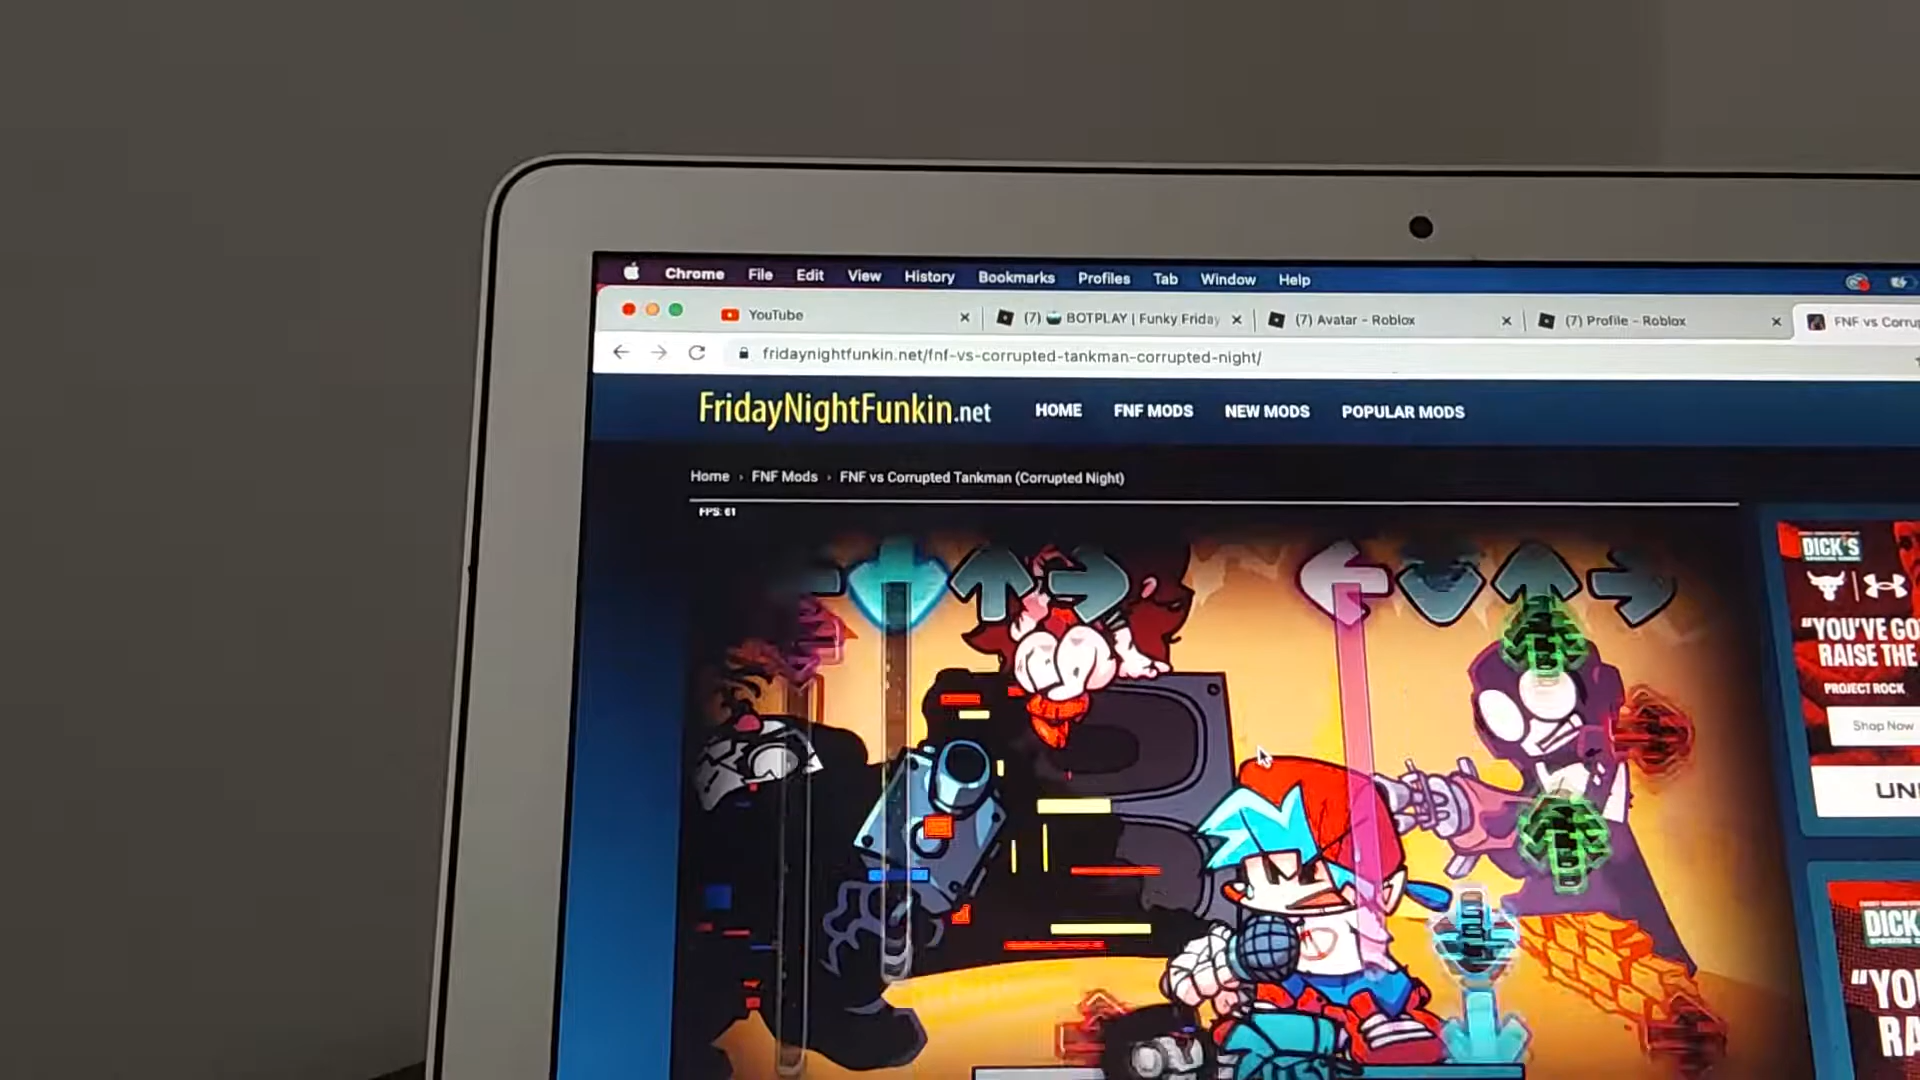 Chrome File Edit View History Bookmarks Profiles Tab Window Help
YouTube
(7) BOTPLAY | Funky Friday
(7) Avatar - Roblox
(7) Profile - Roblox
FNF vs Corru
fridaynightfunkin.net/fnf-vs-corrupted-tankman-corrupted-night/
FridayNightFunkin.net
HOME FNF MODS NEW MODS POPULAR MODS
Home › FNF Mods › FNF vs Corrupted Tankman (Corrupted Night)
FPS: 61
DICK'S
"YOU'VE GO
RAISE THE
PROJECT ROCK
Shop Now
UN
DICK
"YO
RA